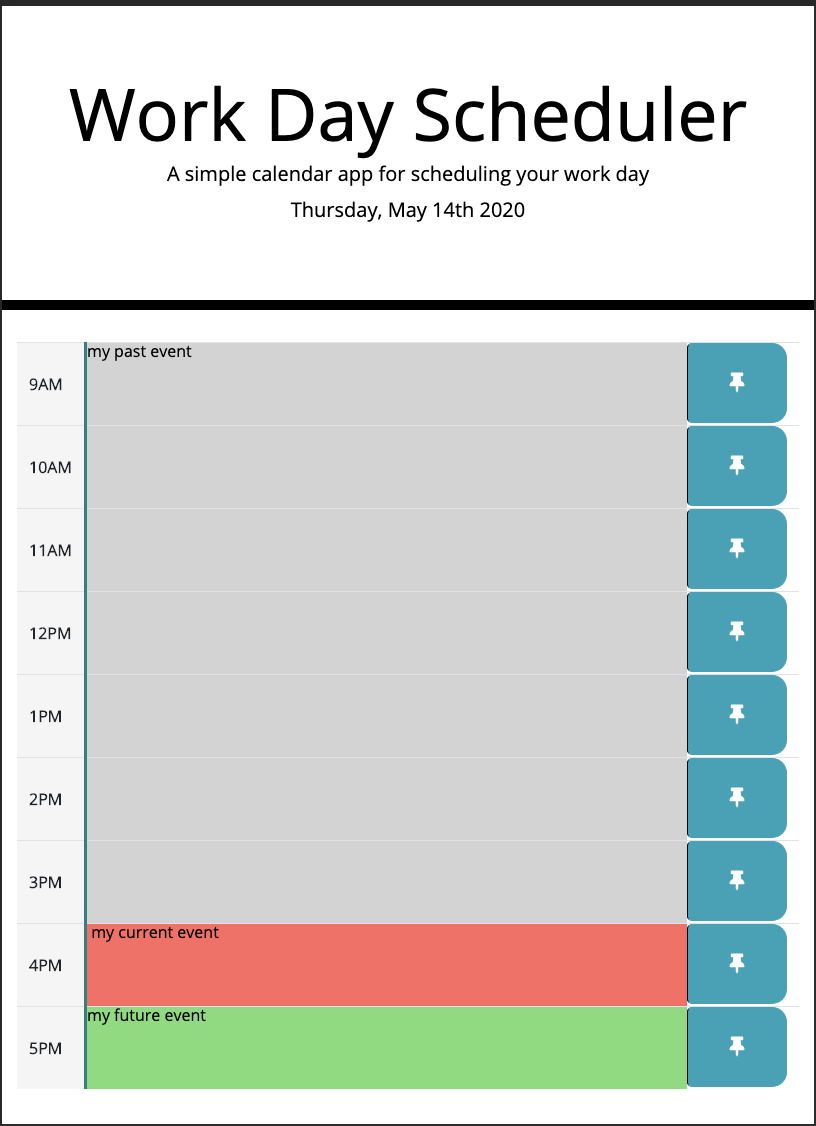 Work Day Scheduler
A simple calendar app for scheduling your work day
Thursday, May 14th 2020
my past event
9AM
10AM
11AM
12PM
1PM
2PM
3PM
my current event
4PM
my future event
5PM